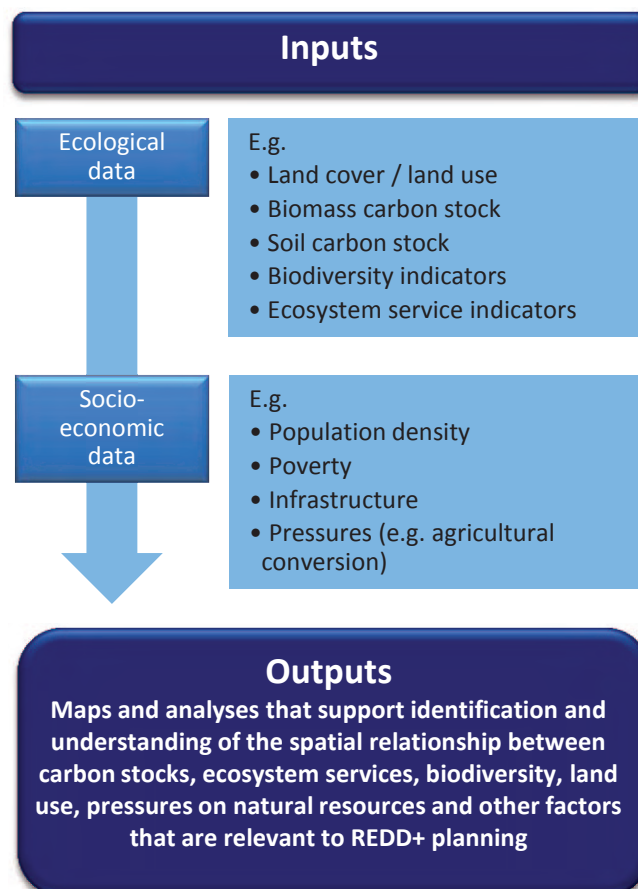 Inputs
Ecological
data
E.g.
• Land cover / land use
• Biomass carbon stock
• Soil carbon stock
• Biodiversity indicators
• Ecosystem service indicators
Socio-
economic
data
E.g.
• Population density
• Poverty
• Infrastructure
• Pressures (e.g. agricultural
conversion)
Outputs
Maps and analyses that support identification and
understanding of the spatial relationship between
carbon stocks, ecosystem services, biodiversity, land
use, pressures on natural resources and other factors
that are relevant to REDD+ planning